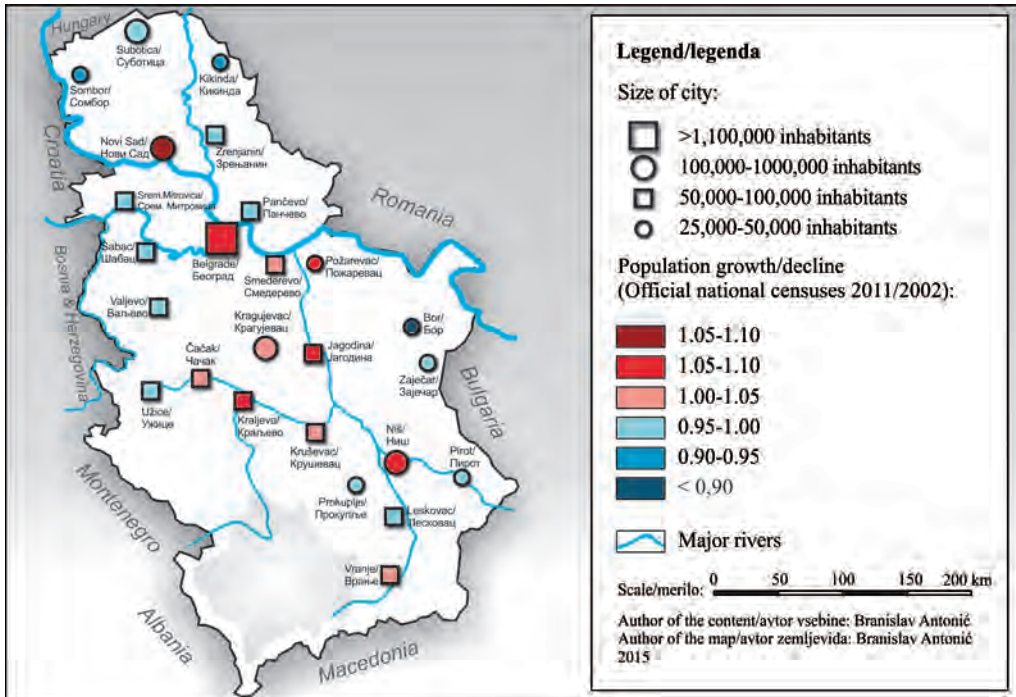 Hungary
Subotica/
Суботица
Sombor/
Сомбор
Kikinda/
Кикинда
Croatia
Novi Sad/
Нови Сад
Zrenjanin/
Зрењанин
Romania
Srem.Mitrovica/
Срем. Митровица
Pančevo/
Панчево
Bosnia & Herzegovina
Šabac/
Шабац
Belgrade/
Београд
Smederevo/
Смедерево
Požarevac/
Пожаревац
Valjevo/
Ваљево
Kragujevac/
Крагујевац
Bor/
Бор
Čačak/
Чачак
Jagodina/
Јагодина
Zaječar/
Зајечар
Bulgaria
Užice/
Ужице
Kraljevo/
Краљево
Kruševac/
Крушевац
Niš/
Ниш
Pirot/
Пирот
Montenegro
Prokuplje/
Прокупље
Leskovac/
Лесковац
Vranje/
Врање
Albania
Macedonia
Legend/legenda
Size of city:
>1,100,000 inhabitants
100,000-1000,000 inhabitants
50,000-100,000 inhabitants
25,000-50,000 inhabitants
Population growth/decline
(Official national censuses 2011/2002):
1.05-1.10
1.05-1.10
1.00-1.05
0.95-1.00
0.90-0.95
< 0,90
Major rivers
Scale/merilo: 0 50 100 150 200 km
Author of the content/avtor vsebine: Branislav Antonić
Author of the map/avtor zemljevida: Branislav Antonić
2015